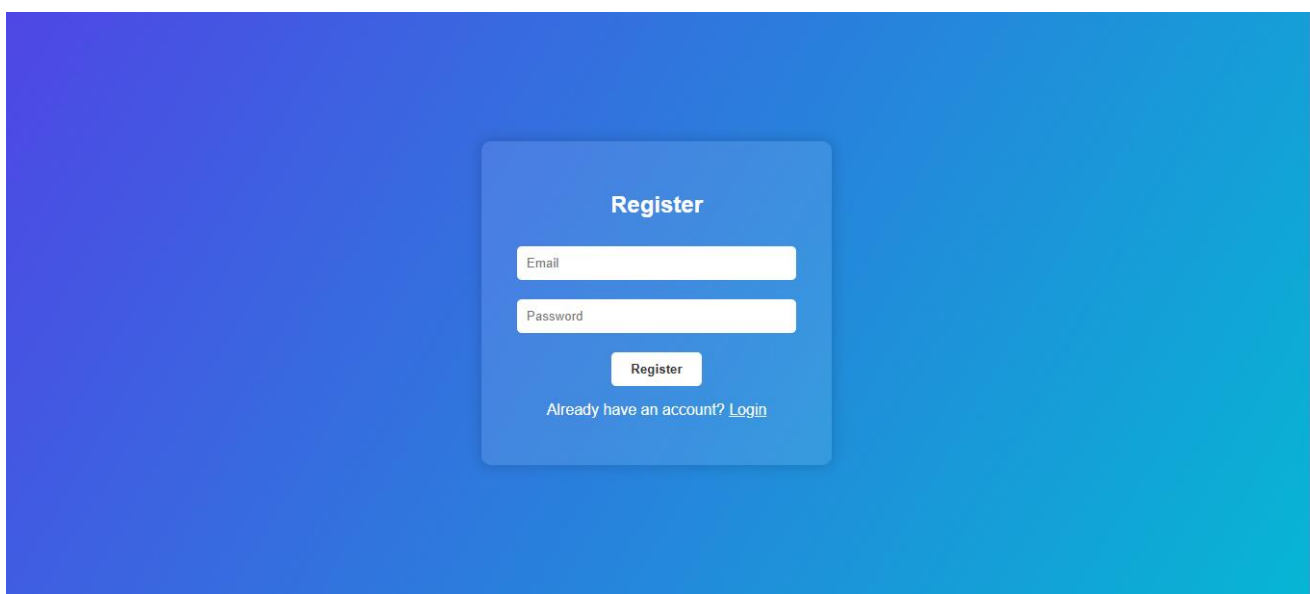 Register
Email
Password
Register
Already have an account? Login